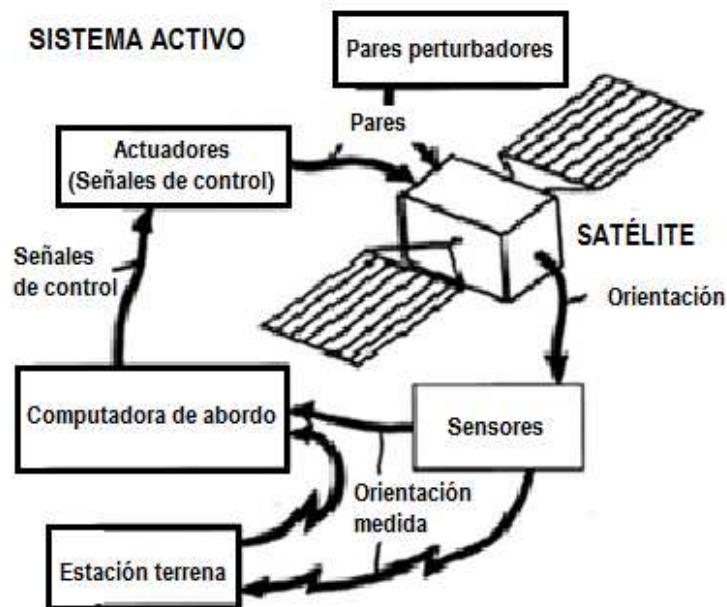 SISTEMA ACTIVO
Pares perturbadores
Pares
Actuadores
(Señales de control)
SATÉLITE
Señales
de control
Orientación
Computadora de abordo
Sensores
Orientación
medida
Estación terrena